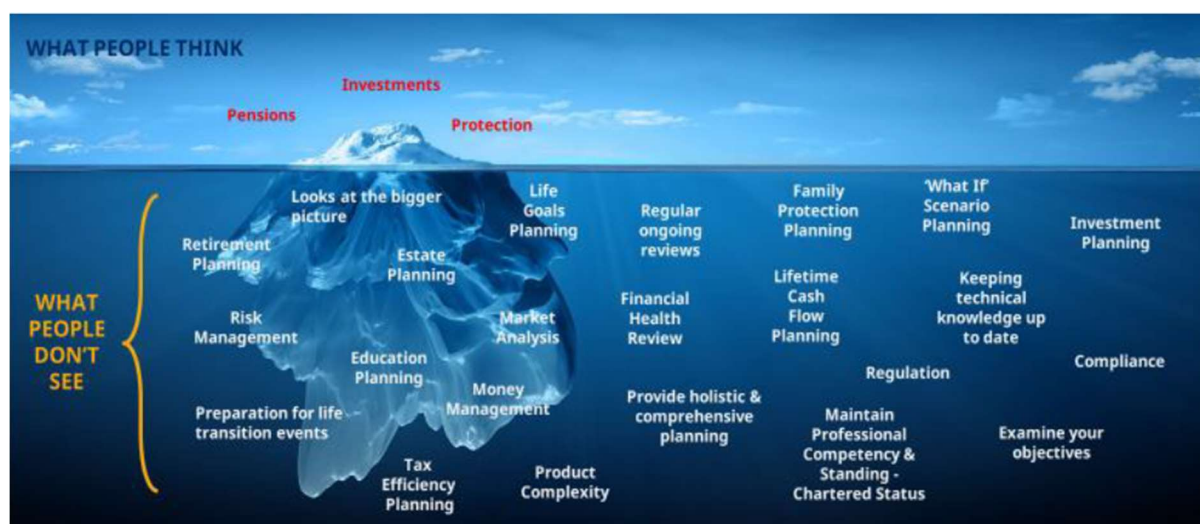 WHAT PEOPLE THINK
Investments
Pensions
Protection
WHAT
PEOPLE
DON'T
SEE
Looks at the bigger
picture
Life
Goals
Planning
Regular
ongoing
reviews
Family
Protection
Planning
‘What If’
Scenario
Planning
Investment
Planning
Retirement
Planning
Estate
Planning
Financial
Health
Review
Lifetime
Cash
Flow
Planning
Keeping
technical
knowledge up
to date
Risk
Management
Market
Analysis
Education
Planning
Regulation
Compliance
Money
Management
Provide holistic &
comprehensive
planning
Preparation for life
transition events
Maintain
Professional
Competency &
Standing -
Chartered Status
Examine your
objectives
Tax
Efficiency
Planning
Product
Complexity